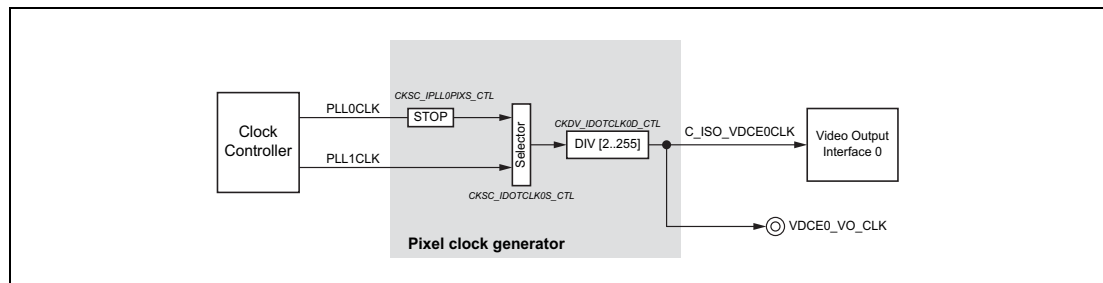 CKSC_IPLL0PIXS_CTL
PLL0CLK
STOP
CKDV_IDOTCLK0D_CTL
C_ISO_VDCE0CLK
Clock
Controller
Selector
DIV [2..255]
Video Output
Interface 0
PLL1CLK
CKSC_IDOTCLK0S_CTL
VDCE0_VO_CLK
Pixel clock generator